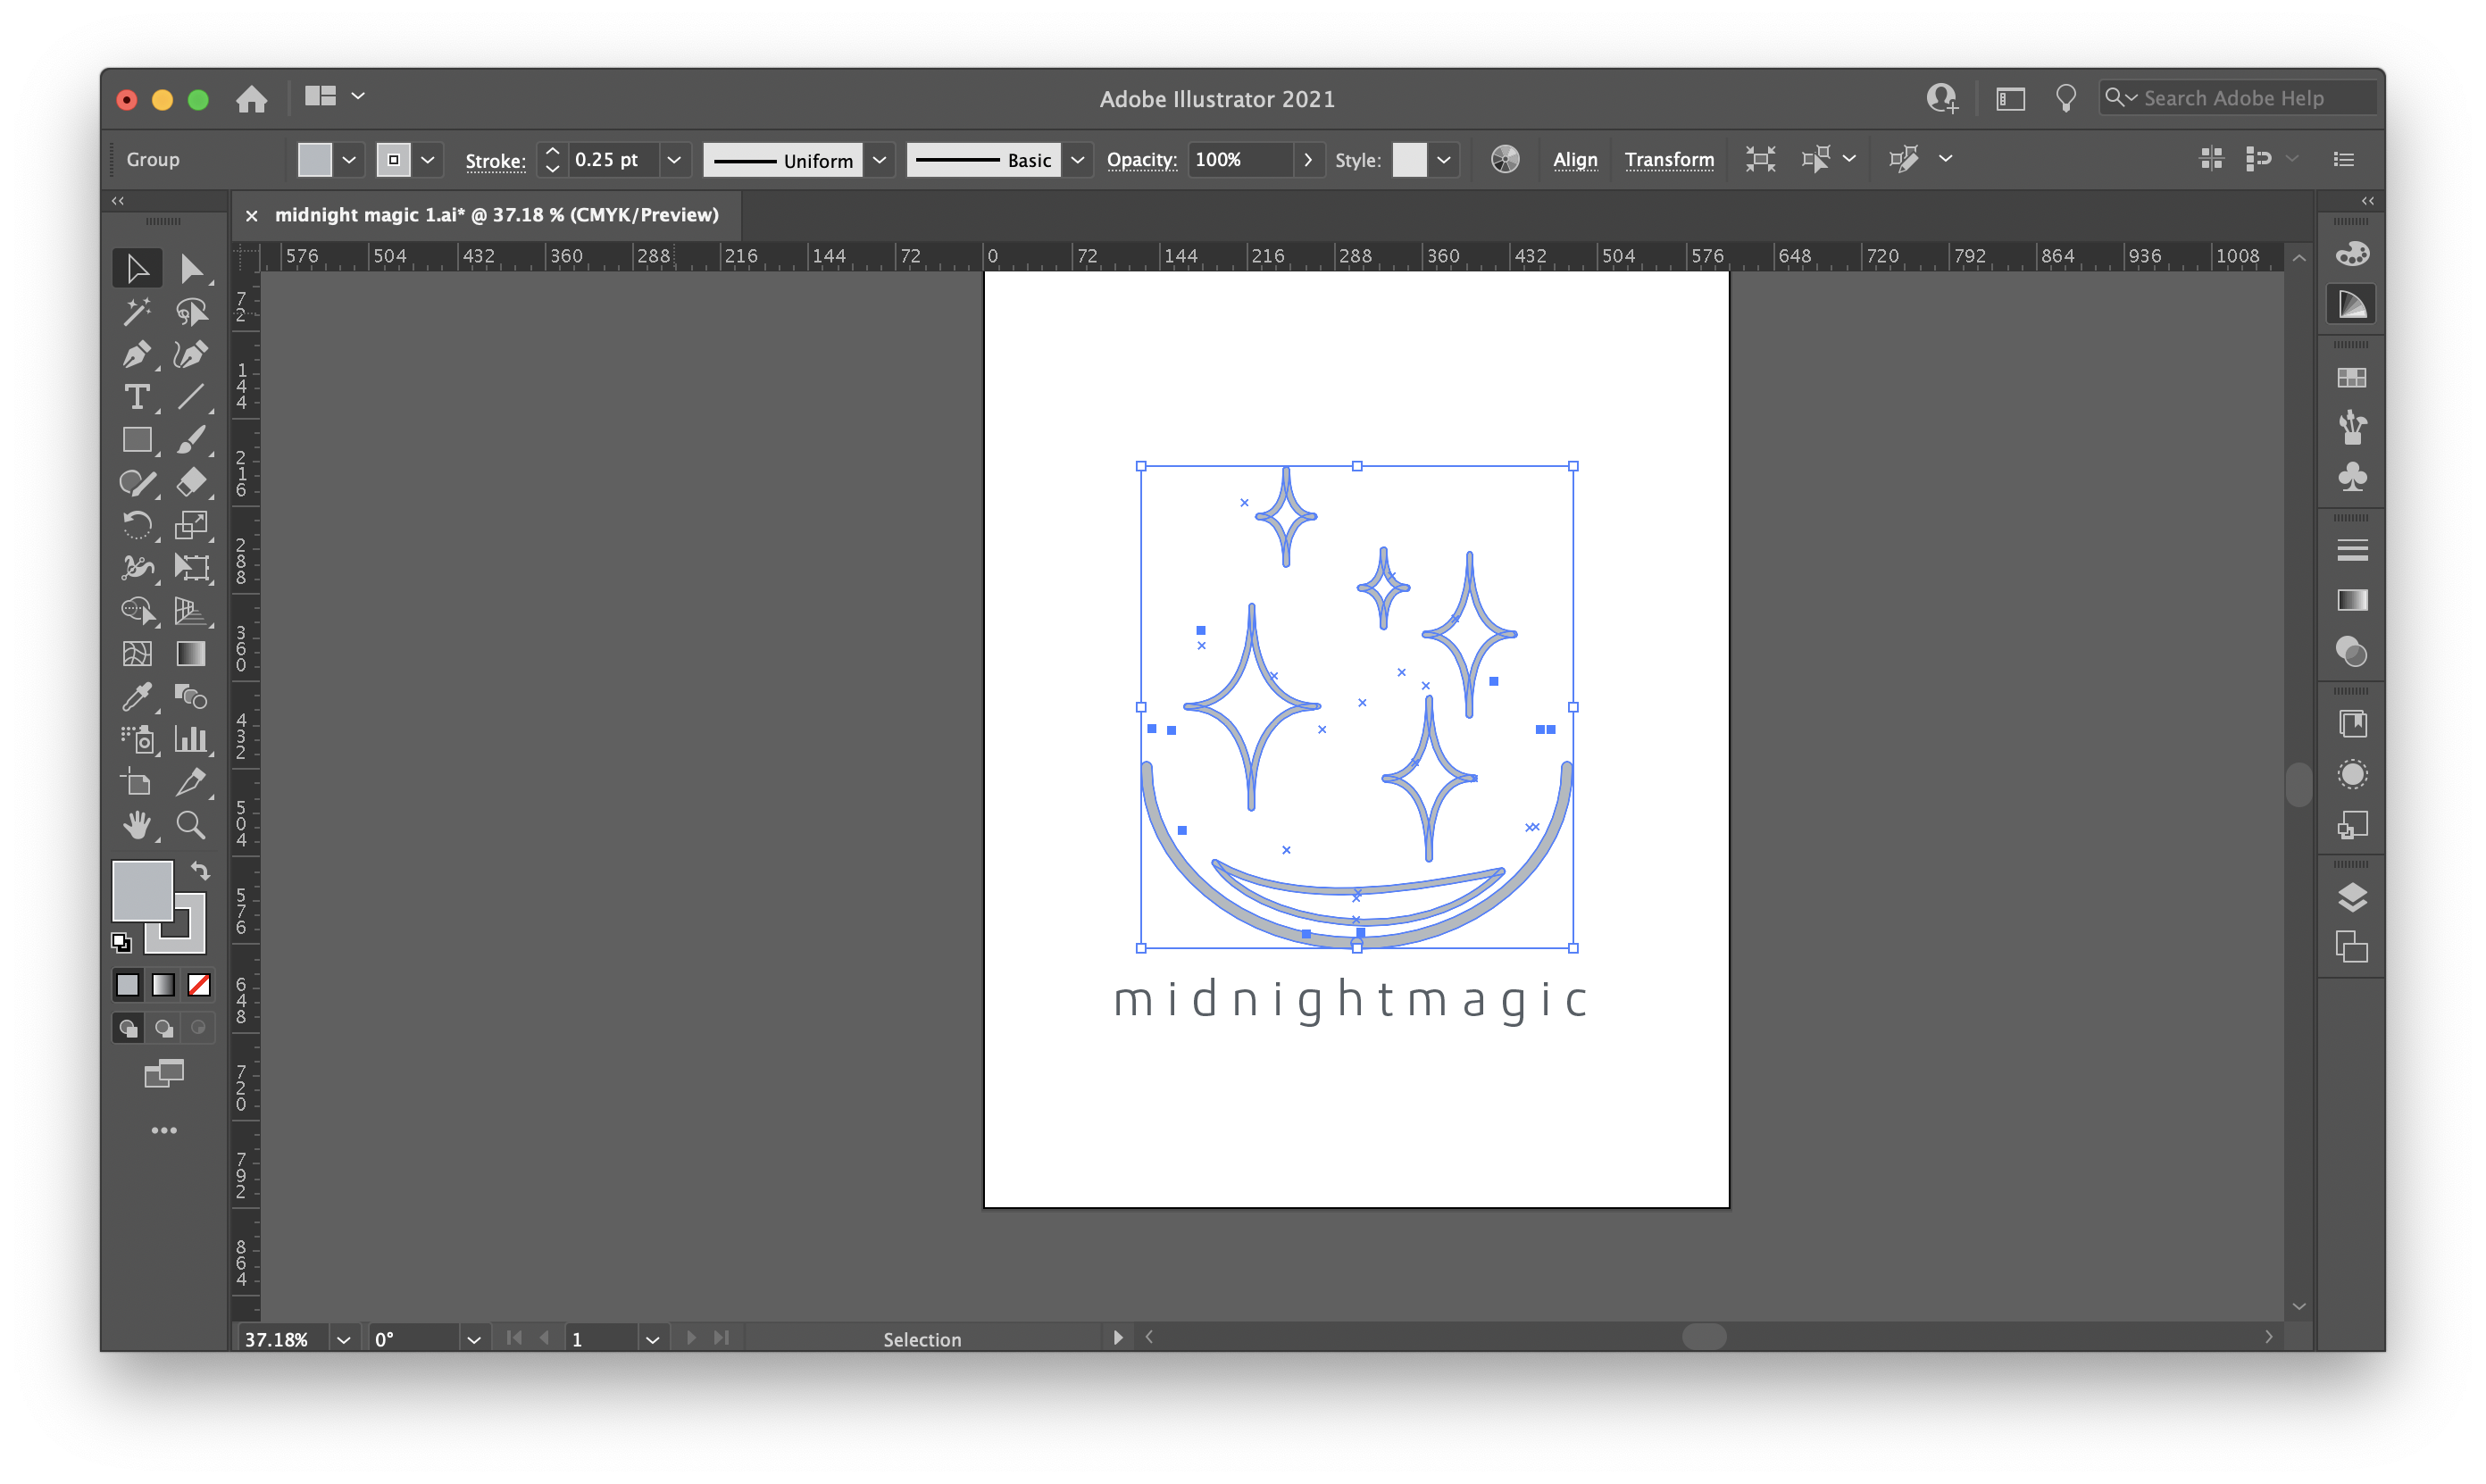 Adobe Illustrator 2021
Search Adobe Help
Group
Stroke: 0.25 pt Uniform Basic Opacity: 100% Style: Align Transform
midnight magic 1.ai* @ 37.18 % (CMYK/Preview)
576 504 432 360 288 216 144 72 0 72 144 216 288 360 432 504 576 648 720 792 864 936 1008
72
144
216
288
360
432
504
576
648
720
792
864
midnightmagic
37.18% 0° 1 Selection